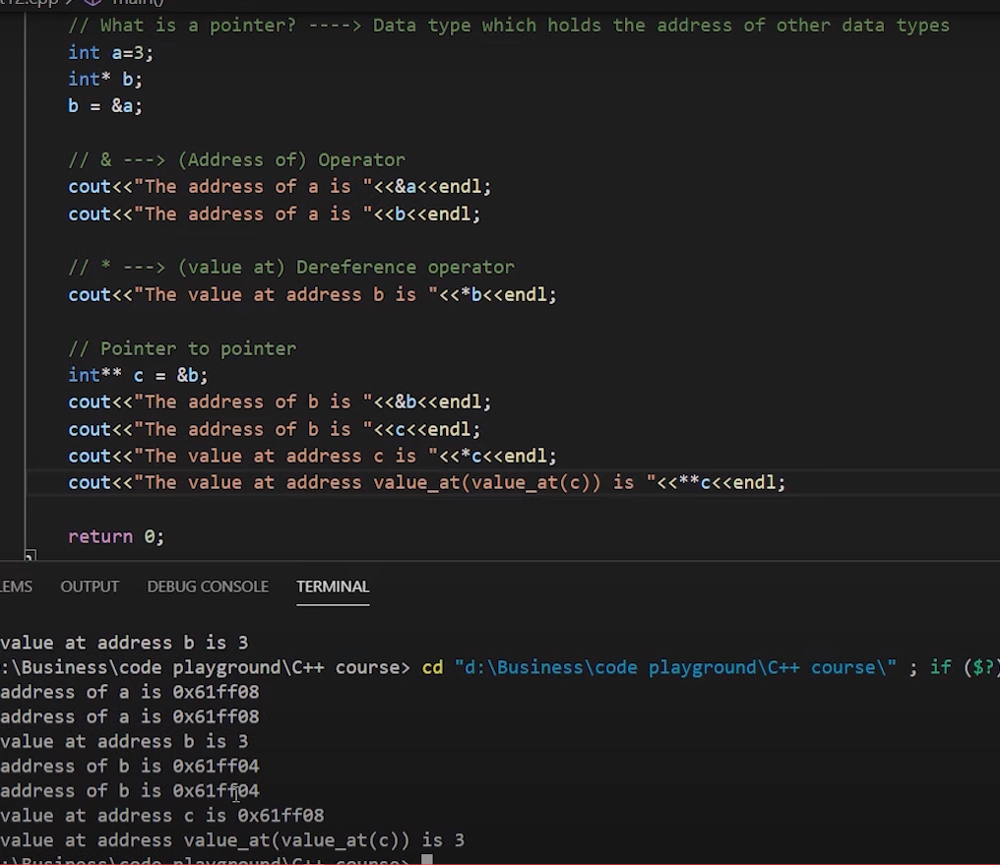 main()
// What is a pointer? ----> Data type which holds the address of other data types
int a=3;
int* b;
b = &a;
// & ---> (Address of) Operator
cout<<"The address of a is "<<&a<<endl;
cout<<"The address of a is "<<b<<endl;
// * ---> (value at) Dereference operator
cout<<"The value at address b is "<<*b<<endl;
// Pointer to pointer
int** c = &b;
cout<<"The address of b is "<<&b<<endl;
cout<<"The address of b is "<<c<<endl;
cout<<"The value at address c is "<<*c<<endl;
cout<<"The value at address value_at(value_at(c)) is "<<**c<<endl;
return 0;
}
LEMS OUTPUT DEBUG CONSOLE TERMINAL
value at address b is 3
:\Business\code playground\C++ course> cd "d:\Business\code playground\C++ course\" ; if ($?)
address of a is 0x61ff08
address of a is 0x61ff08
value at address b is 3
address of b is 0x61ff04
address of b is 0x61ff04
value at address c is 0x61ff08
value at address value_at(value_at(c)) is 3
:\Business\code playground\C++ course>